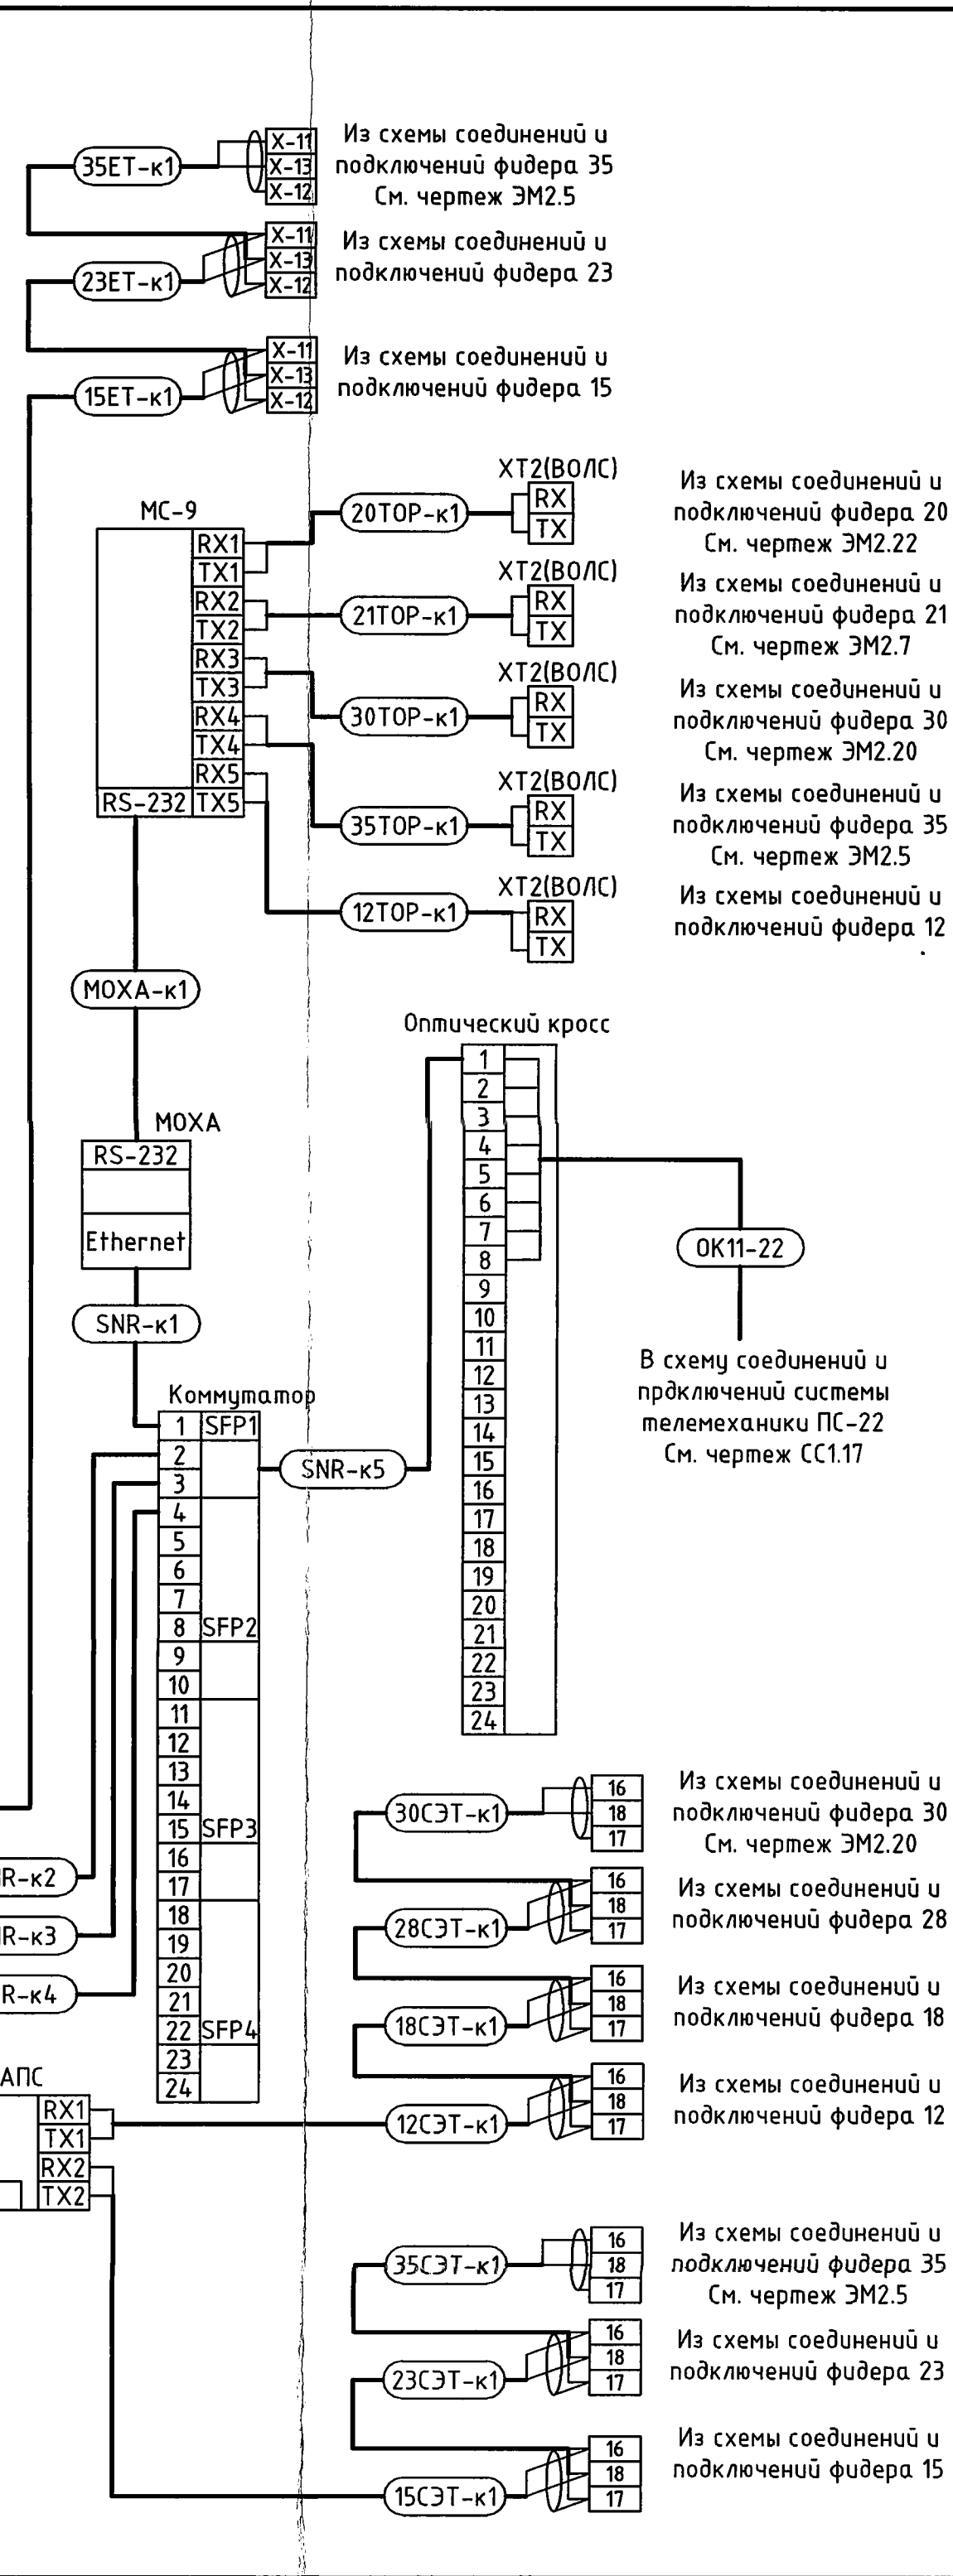 35ЕТ-к1
Х-11
Х-13
Х-12
Из схемы соединений и
подключений фидера 35
См. чертеж ЭМ2.5
23ЕТ-к1
Х-11
Х-13
Х-12
Из схемы соединений и
подключений фидера 23
15ЕТ-к1
Х-11
Х-13
Х-12
Из схемы соединений и
подключений фидера 15
МС-9
RX1
TX1
RX2
TX2
RX3
TX3
RX4
TX4
RX5
RS-232 TX5
20ТОР-к1
ХТ2(ВОЛС)
RX
TX
Из схемы соединений и
подключений фидера 20
См. чертеж ЭМ2.22
21ТОР-к1
ХТ2(ВОЛС)
RX
TX
Из схемы соединений и
подключений фидера 21
См. чертеж ЭМ2.7
30ТОР-к1
ХТ2(ВОЛС)
RX
TX
Из схемы соединений и
подключений фидера 30
См. чертеж ЭМ2.20
35ТОР-к1
ХТ2(ВОЛС)
RX
TX
Из схемы соединений и
подключений фидера 35
См. чертеж ЭМ2.5
12ТОР-к1
ХТ2(ВОЛС)
RX
TX
Из схемы соединений и
подключений фидера 12
МОХА-к1
МОХА
RS-232
Ethernet
SNR-к1
Оптический кросс
1
2
3
4
5
6
7
8
9
10
11
12
13
14
15
16
17
18
19
20
21
22
23
24
ОК11-22
В схему соединений и
прдключений системы
телемеханики ПС-22
См. чертеж СС1.17
Коммутатор
1 SFP1
2
3
4
5
6
7
8 SFP2
9
10
11
12
13
14
15 SFP3
16
17
18
19
20
21
22 SFP4
23
24
SNR-к5
R-к2
R-к3
R-к4
АПС
RX1
TX1
RX2
TX2
30СЭТ-к1
16
18
17
Из схемы соединений и
подключений фидера 30
См. чертеж ЭМ2.20
28СЭТ-к1
16
18
17
Из схемы соединений и
подключений фидера 28
18СЭТ-к1
16
18
17
Из схемы соединений и
подключений фидера 18
12СЭТ-к1
16
18
17
Из схемы соединений и
подключений фидера 12
35СЭТ-к1
16
18
17
Из схемы соединений и
подключений фидера 35
См. чертеж ЭМ2.5
23СЭТ-к1
16
18
17
Из схемы соединений и
подключений фидера 23
15СЭТ-к1
16
18
17
Из схемы соединений и
подключений фидера 15